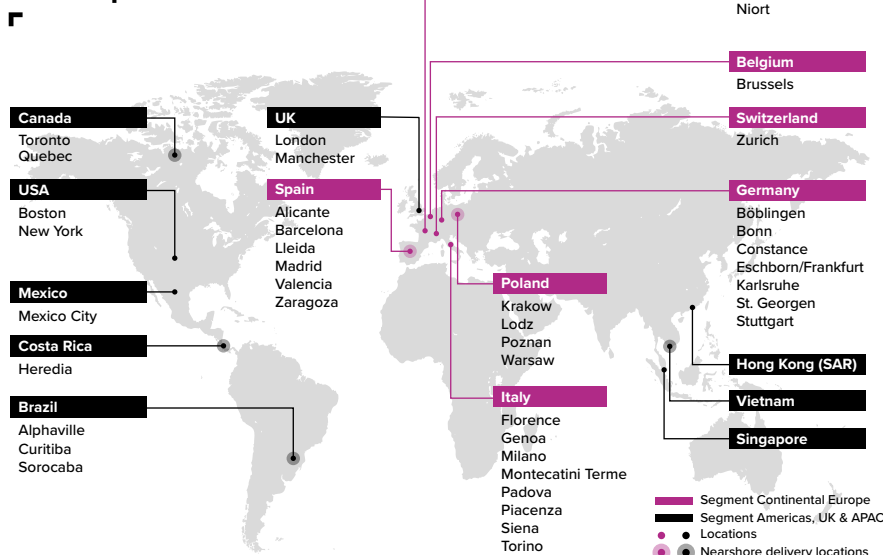 Niort
Belgium
Brussels
Canada
Toronto
Quebec
UK
London
Manchester
Switzerland
Zurich
USA
Boston
New York
Spain
Alicante
Barcelona
Lleida
Madrid
Valencia
Zaragoza
Germany
Böblingen
Bonn
Constance
Eschborn/Frankfurt
Karlsruhe
St. Georgen
Stuttgart
Mexico
Mexico City
Poland
Krakow
Lodz
Poznan
Warsaw
Costa Rica
Heredia
Hong Kong (SAR)
Vietnam
Singapore
Brazil
Alphaville
Curitiba
Sorocaba
Italy
Florence
Genoa
Milano
Montecatini Terme
Padova
Piacenza
Siena
Torino
Segment Continental Europe
Segment Americas, UK & APAC
Locations
Nearshore delivery locations